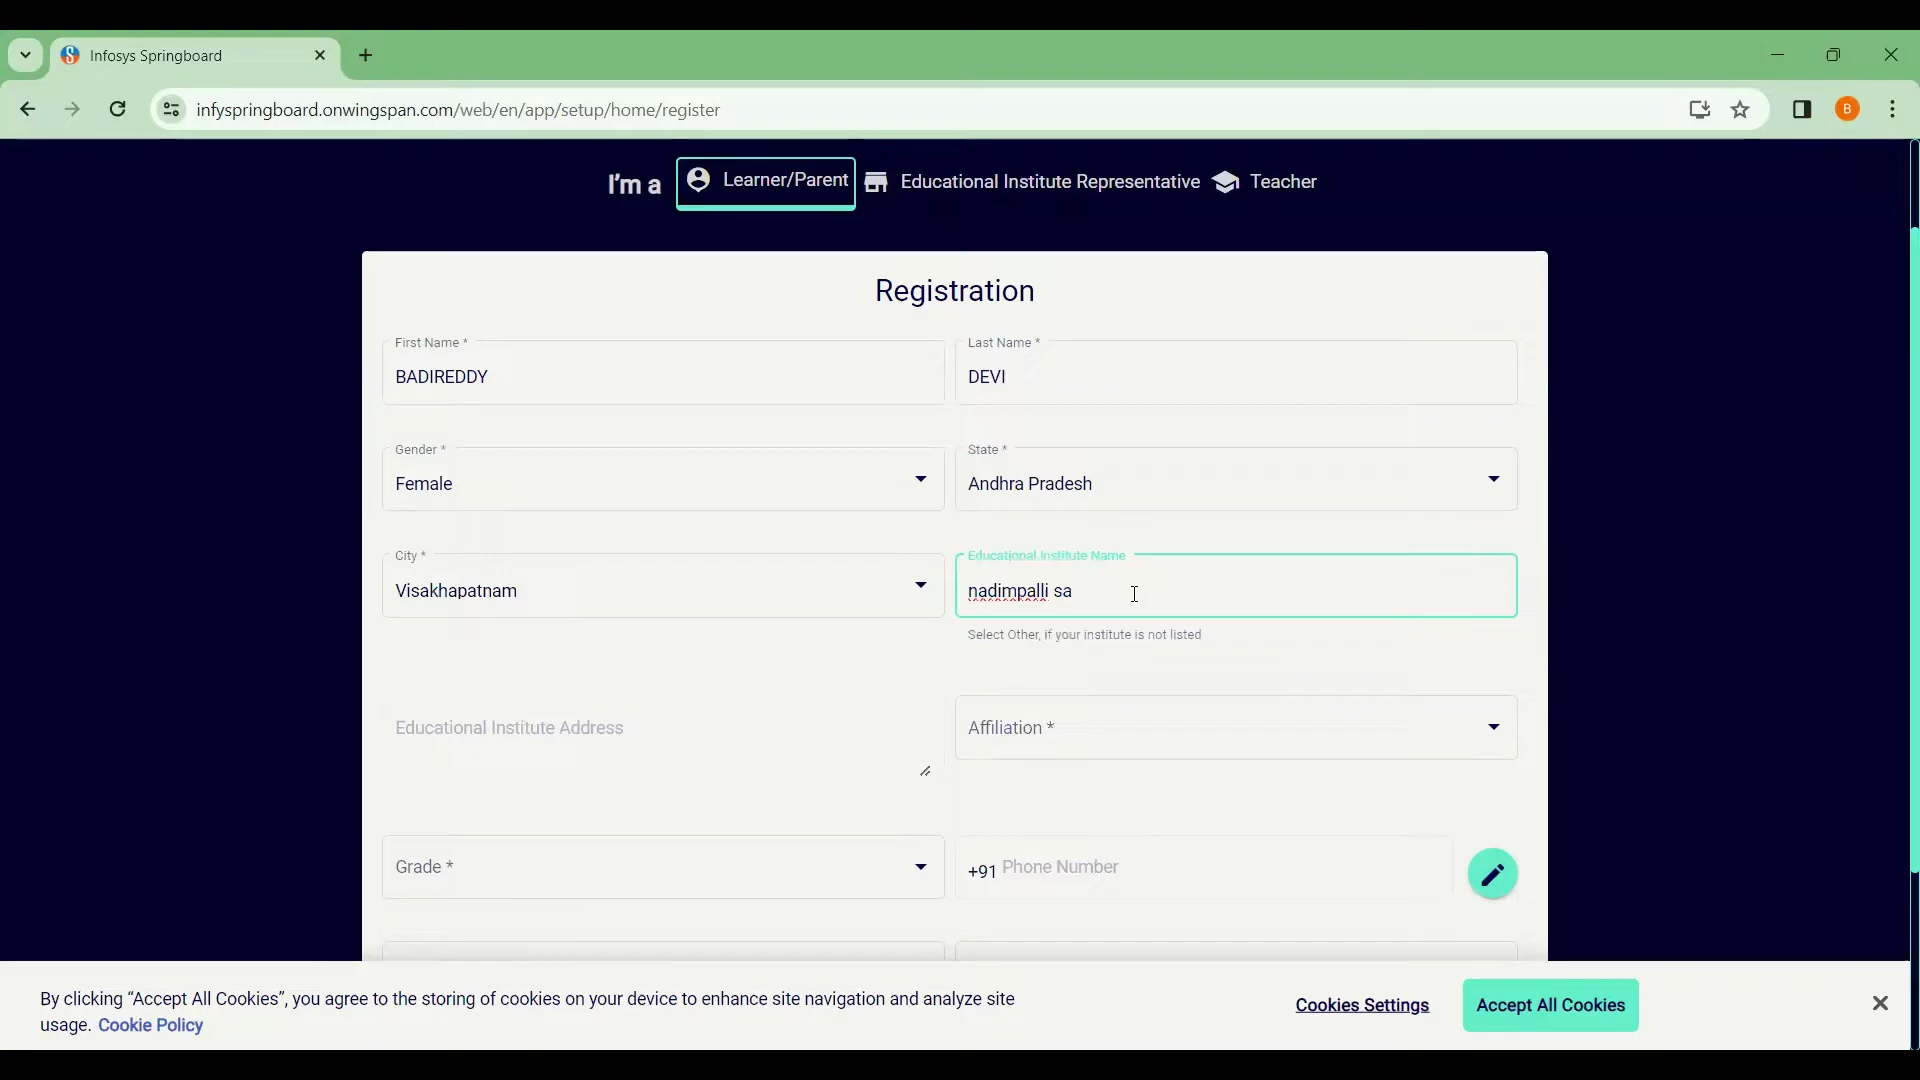 Infosys Springboard
infyspringboard.onwingspan.com/web/en/app/setup/home/register
B
I'm a Learner/Parent Educational Institute Representative Teacher
Registration
First Name * Last Name *
BADIREDDY DEVI
Gender * State *
Female Andhra Pradesh
City * Educational Institute Name
Visakhapatnam nadimpalli sa
Select Other, if your institute is not listed
Educational Institute Address Affiliation *
Grade * +91 Phone Number
By clicking “Accept All Cookies”, you agree to the storing of cookies on your device to enhance site navigation and analyze site
usage. Cookie Policy
Cookies Settings Accept All Cookies